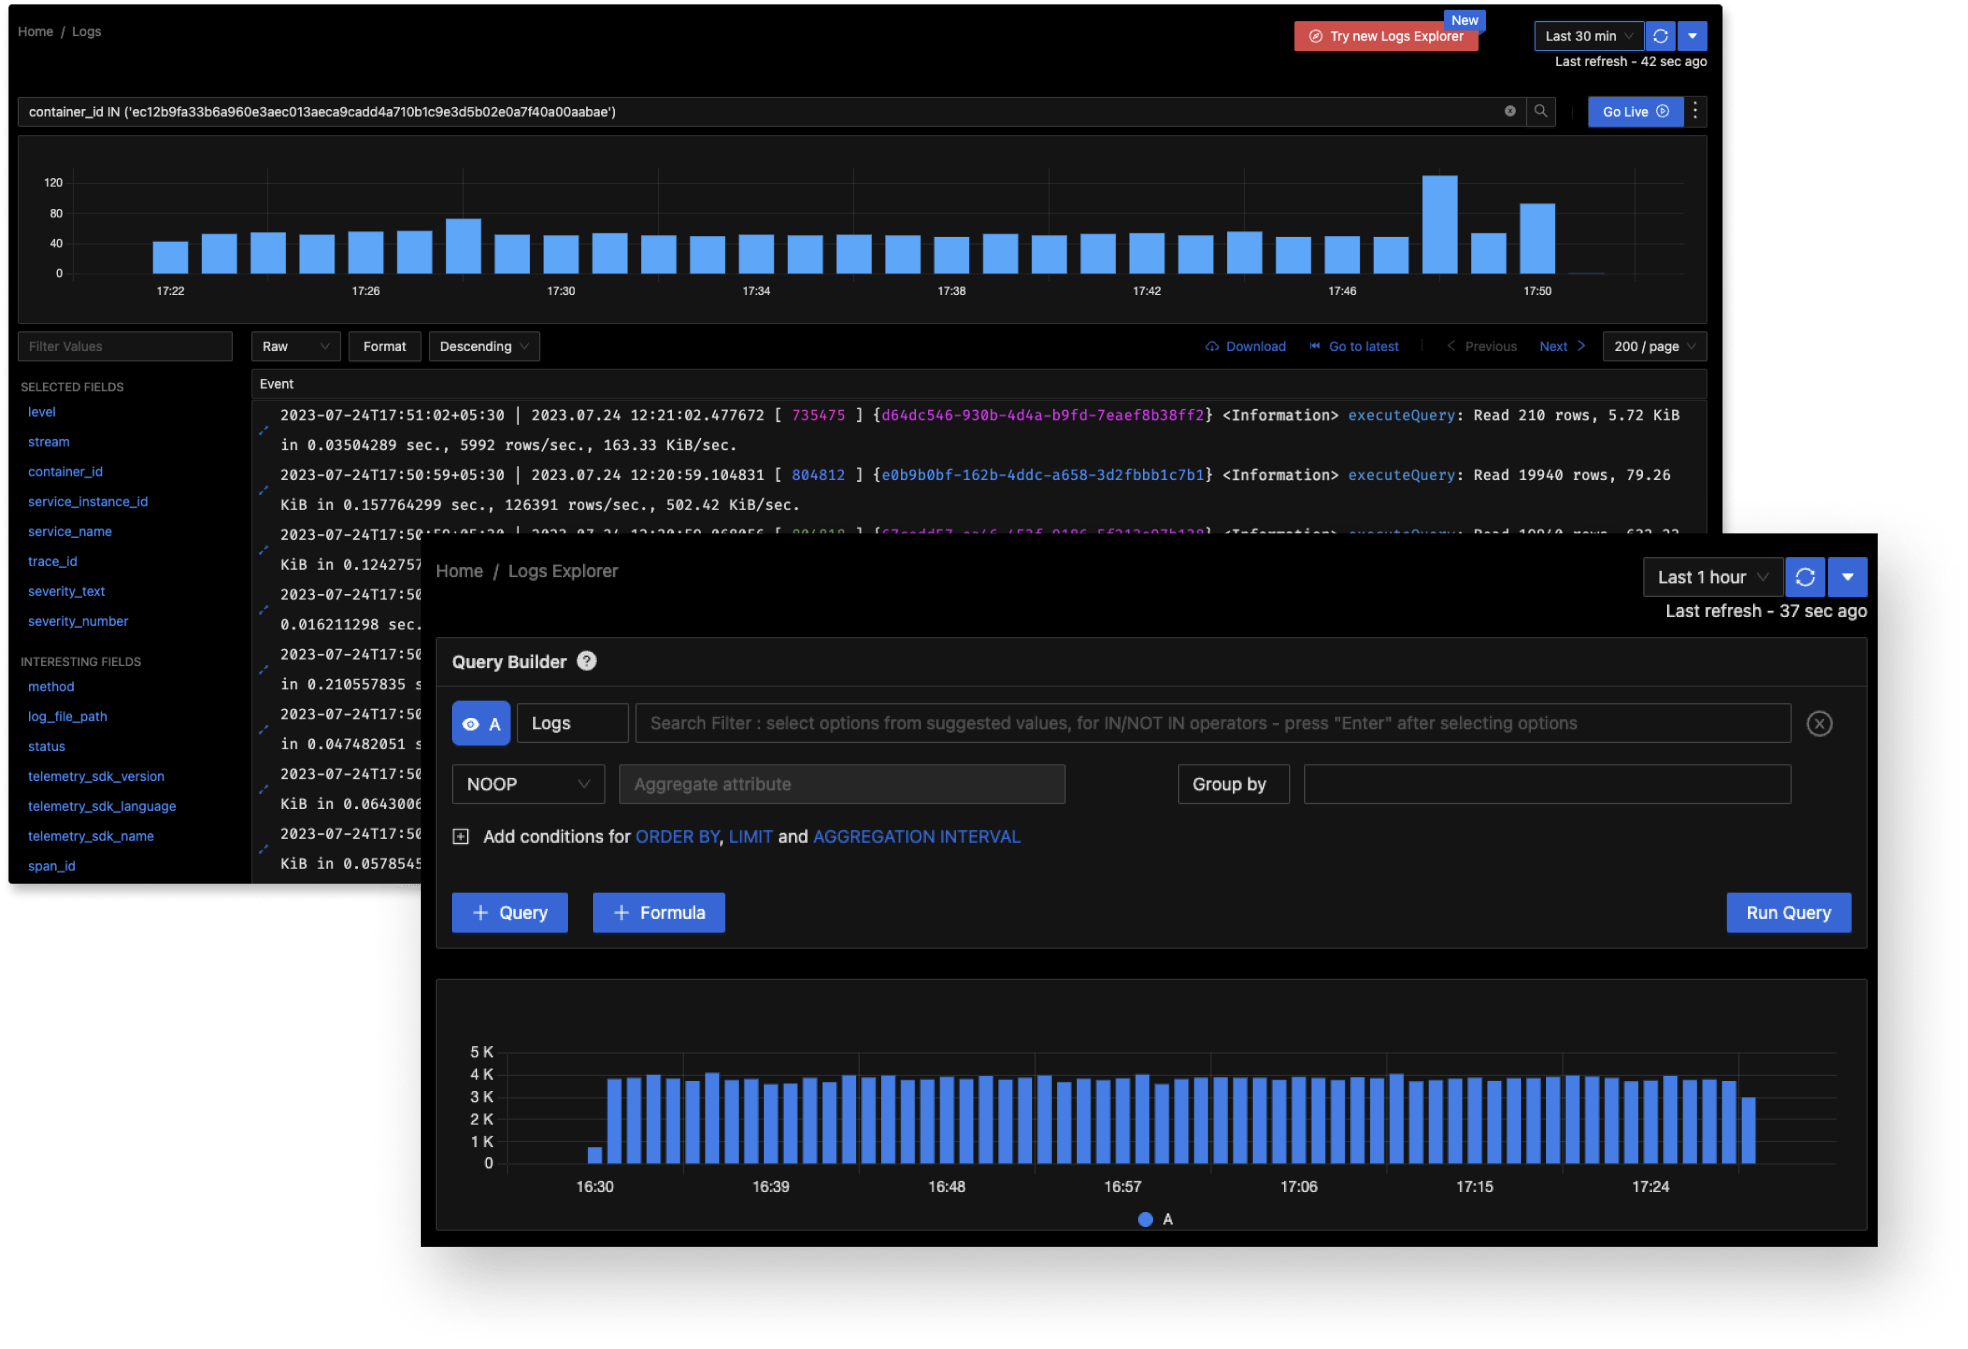 Home / Logs
New
Try new Logs Explorer
Last 30 min
Last refresh - 42 sec ago
container_id IN ('ec12b9fa33b6a960e3aec013aeca9cadd4a710b1c9e3d5b02e0a7f40a00aabae')
Go Live
120
80
40
0
17:22 17:26 17:30 17:34 17:38 17:42 17:46 17:50
Filter Values
Raw Format Descending
Download Go to latest Previous Next 200 / page
SELECTED FIELDS
level
stream
container_id
service_instance_id
service_name
trace_id
severity_text
severity_number
INTERESTING FIELDS
method
log_file_path
status
telemetry_sdk_version
telemetry_sdk_language
telemetry_sdk_name
span_id
Event
2023-07-24T17:51:02+05:30 | 2023.07.24 12:21:02.477672 [ 735475 ] {d64dc546-930b-4d4a-b9fd-7eaef8b38ff2} <Information> executeQuery: Read 210 rows, 5.72 KiB
in 0.03504289 sec., 5992 rows/sec., 163.33 KiB/sec.
2023-07-24T17:50:59+05:30 | 2023.07.24 12:20:59.104831 [ 804812 ] {e0b9b0bf-162b-4ddc-a658-3d2fbbb1c7b1} <Information> executeQuery: Read 19940 rows, 79.26
KiB in 0.157764299 sec., 126391 rows/sec., 502.42 KiB/sec.
2023-07-24T17:50
KiB in 0.1242757
2023-07-24T17:50
0.016211298 sec.
2023-07-24T17:50
in 0.210557835 s
2023-07-24T17:50
in 0.047482051 s
2023-07-24T17:50
KiB in 0.0643006
2023-07-24T17:50
KiB in 0.0578545
Home / Logs Explorer
Last 1 hour
Last refresh - 37 sec ago
Query Builder ?
A Logs Search Filter : select options from suggested values, for IN/NOT IN operators - press "Enter" after selecting options
NOOP Aggregate attribute Group by
Add conditions for ORDER BY, LIMIT and AGGREGATION INTERVAL
+ Query + Formula Run Query
5 K
4 K
3 K
2 K
1 K
0
16:30 16:39 16:48 16:57 17:06 17:15 17:24
A